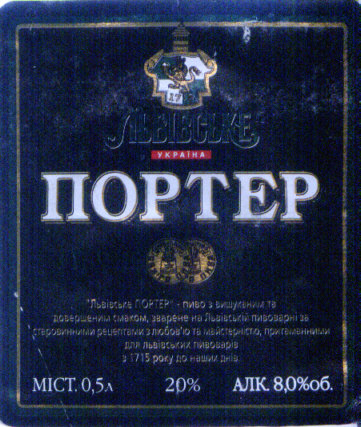 17
ЛЬВІВСЬКЕ
УКРАЇНА
ПОРТЕР
"Львівське ПОРТЕР" - пиво з вишуканим та
довершеним смаком, зварене на Львівській пивоварні за
старовинними рецептами з любов'ю та майстерністю, притаманними
для львівських пивоварів
з 1715 року до наших днів.
МІСТ. 0,5л 20% АЛК. 8,0%об.